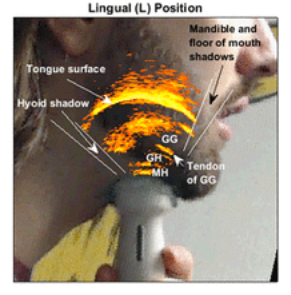 Lingual (L) Position
Mandible and
floor of mouth
shadows
Tongue surface
Hyoid shadow
GG
GH
MH
Tendon
of GG